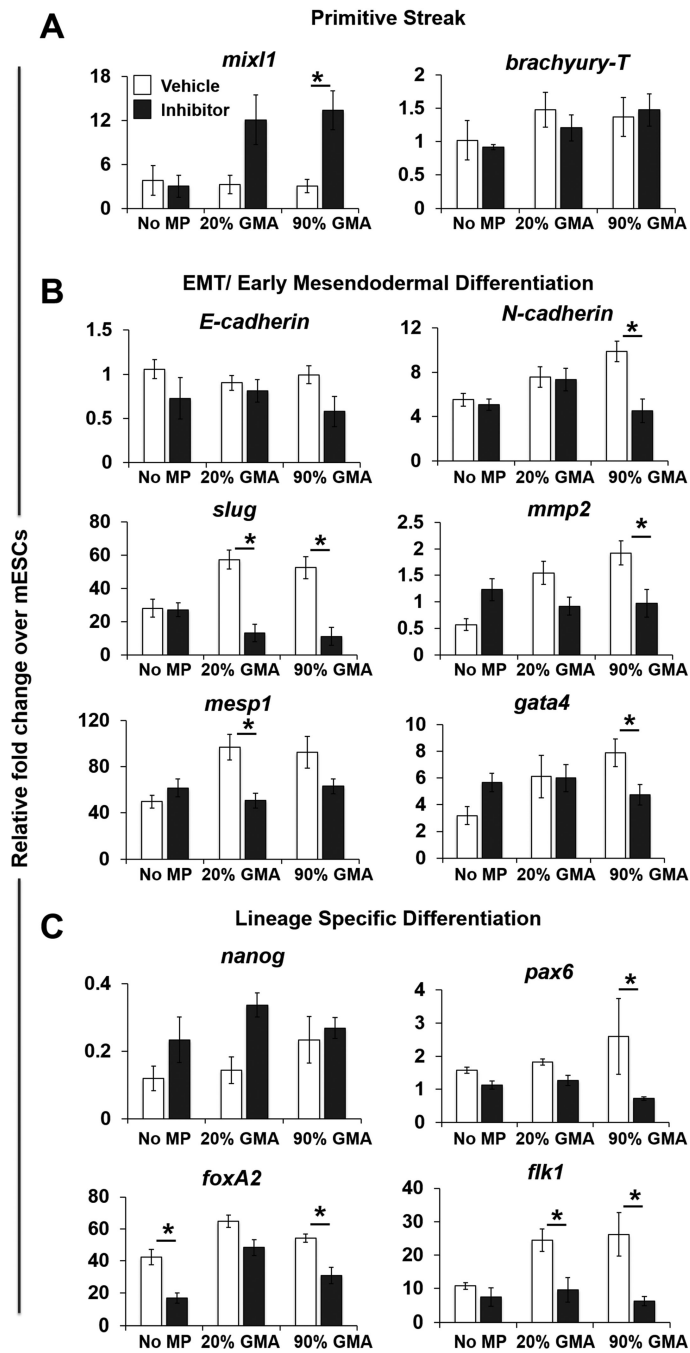 A
Primitive Streak
mixl1
18
12
6
0
Vehicle
Inhibitor
*
No MP 20% GMA 90% GMA
brachyury-T
2
1.5
1
0.5
0
No MP 20% GMA 90% GMA
B
EMT/ Early Mesendodermal Differentiation
E-cadherin
1.5
1
0.5
0
No MP 20% GMA 90% GMA
N-cadherin
12
8
4
0
*
No MP 20% GMA 90% GMA
slug
80
60
40
20
0
* *
No MP 20% GMA 90% GMA
mmp2
2.5
2
1.5
1
0.5
0
*
No MP 20% GMA 90% GMA
mesp1
120
80
40
0
*
No MP 20% GMA 90% GMA
gata4
10
8
6
4
2
0
*
No MP 20% GMA 90% GMA
C
Lineage Specific Differentiation
nanog
0.4
0.2
0
No MP 20% GMA 90% GMA
pax6
4
3
2
1
0
*
No MP 20% GMA 90% GMA
foxA2
80
60
40
20
0
* *
No MP 20% GMA 90% GMA
flk1
40
30
20
10
0
* *
No MP 20% GMA 90% GMA
Relative fold change over mESCs